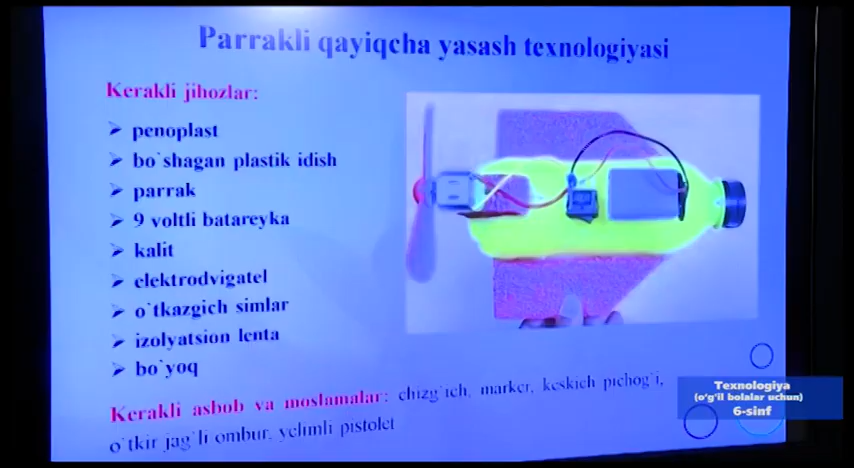 Parrakli qayiqcha yasash texnologiyasi
Kerakli jihozlar:
penoplast
bo`shagan plastik idish
parrak
9 voltli batareyka
kalit
elektrodvigatel
o`tkazgich simlar
izolyatsion lenta
bo`yoq
Kerakli asbob va moslamalar: chizg`ich, marker, keskich pichog`i,
o`tkir jag`li ombur, yelimli pistolet
Texnologiya
(o‘g‘il bolalar uchun)
6-sinf